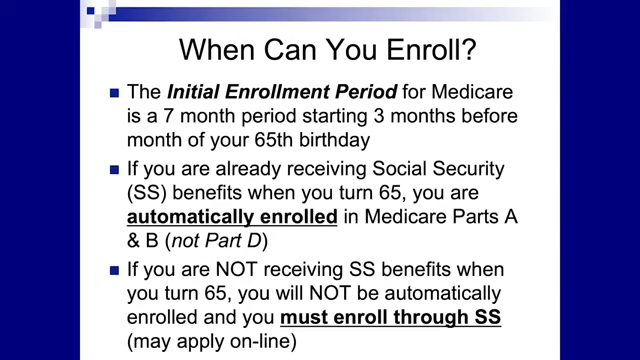 When Can You Enroll?
The Initial Enrollment Period for Medicare
is a 7 month period starting 3 months before
month of your 65th birthday
If you are already receiving Social Security
(SS) benefits when you turn 65, you are
automatically enrolled in Medicare Parts A
& B (not Part D)
If you are NOT receiving SS benefits when
you turn 65, you will NOT be automatically
enrolled and you must enroll through SS
(may apply on-line)